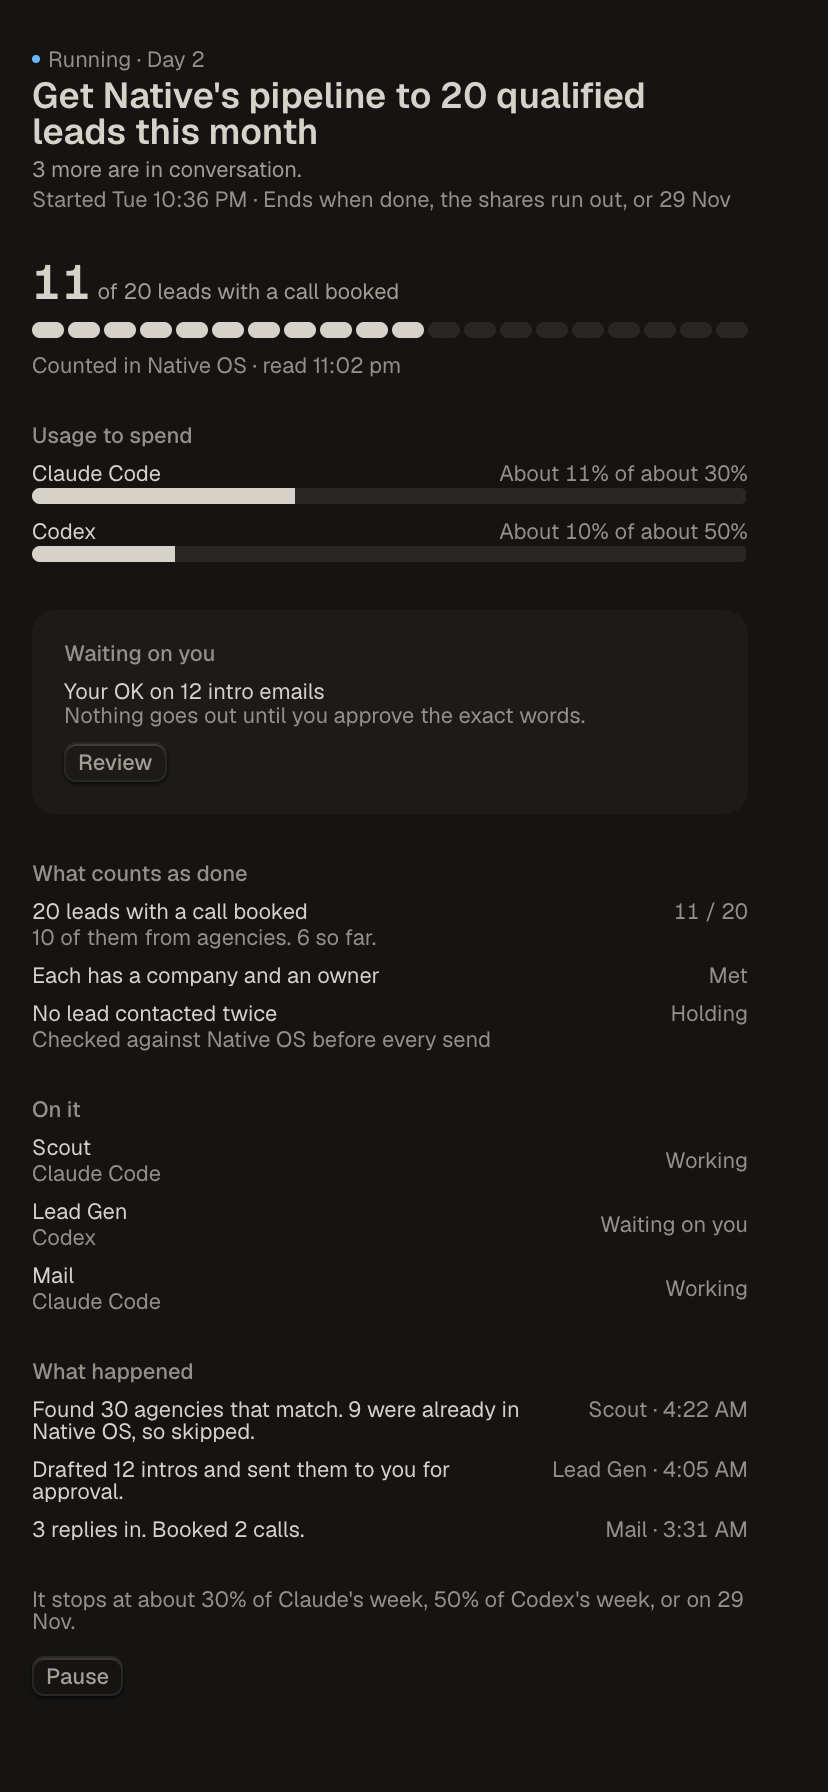 Running · Day 2
Get Native's pipeline to 20 qualified
leads this month
3 more are in conversation.
Started Tue 10:36 PM · Ends when done, the shares run out, or 29 Nov
11 of 20 leads with a call booked
Counted in Native OS · read 11:02 pm
Usage to spend
Claude Code About 11% of about 30%
Codex About 10% of about 50%
Waiting on you
Your OK on 12 intro emails
Nothing goes out until you approve the exact words.
Review
What counts as done
20 leads with a call booked 11 / 20
10 of them from agencies. 6 so far.
Each has a company and an owner Met
No lead contacted twice Holding
Checked against Native OS before every send
On it
Scout
Claude Code
Working
Lead Gen
Codex
Waiting on you
Mail
Claude Code
Working
What happened
Found 30 agencies that match. 9 were already in Scout · 4:22 AM
Native OS, so skipped.
Drafted 12 intros and sent them to you for Lead Gen · 4:05 AM
approval.
3 replies in. Booked 2 calls. Mail · 3:31 AM
It stops at about 30% of Claude's week, 50% of Codex's week, or on 29
Nov.
Pause